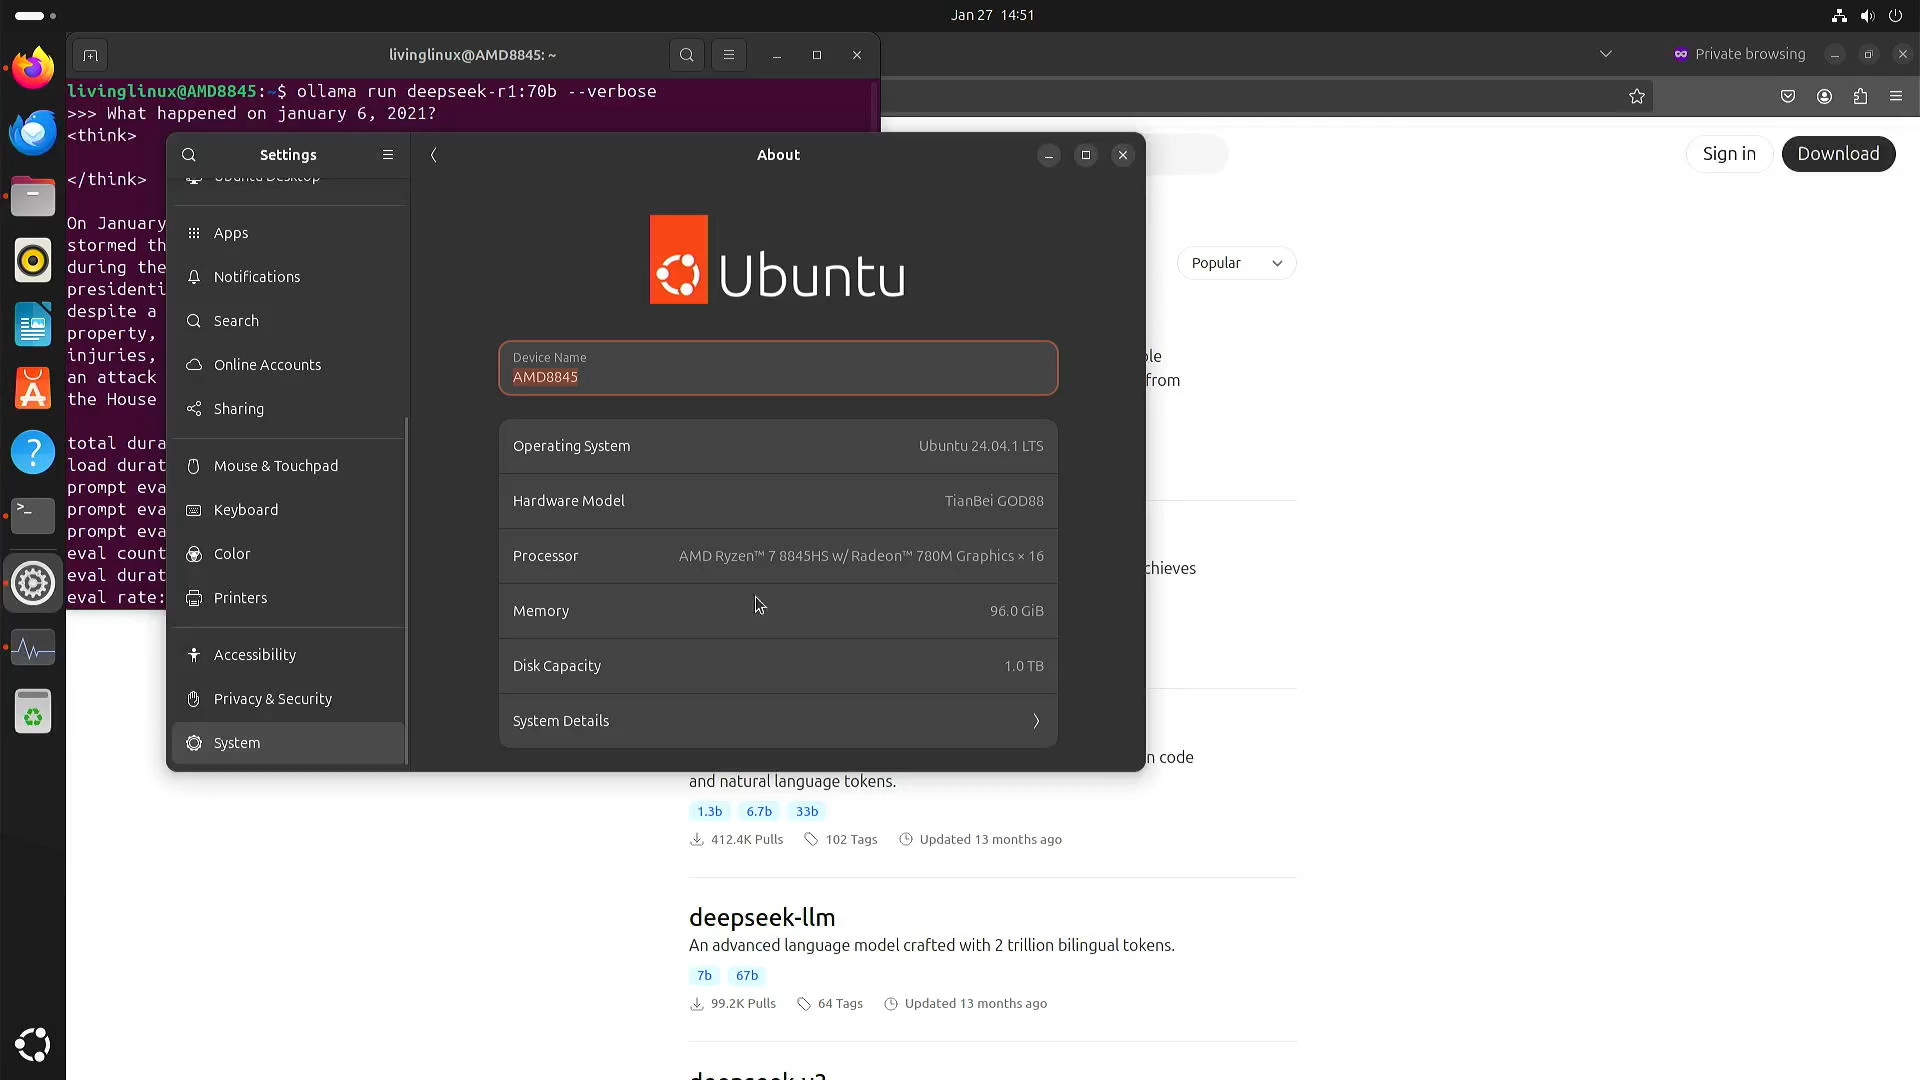 Jan 27 14:51
livinglinux@AMD8845: ~
Private browsing
livinglinux@AMD8845:~$ ollama run deepseek-r1:70b --verbose
>>> What happened on january 6, 2021?
<think>
</think>
On January
stormed th
during the
presidenti
despite a
property,
injuries,
an attack
the House
total dura
load durat
prompt eva
prompt eva
prompt eva
eval count
eval durat
eval rate:
Settings
Ubuntu Desktop
Apps
Notifications
Search
Online Accounts
Sharing
Mouse & Touchpad
Keyboard
Color
Printers
Accessibility
Privacy & Security
System
About
Ubuntu
Device Name
AMD8845
Operating System Ubuntu 24.04.1 LTS
Hardware Model TianBei GOD88
Processor AMD Ryzen™ 7 8845HS w/ Radeon™ 780M Graphics × 16
Memory 96.0 GiB
Disk Capacity 1.0 TB
System Details
Sign in
Download
Popular
from
chieves
n code
and natural language tokens.
1.3b 6.7b 33b
412.4K Pulls 102 Tags Updated 13 months ago
deepseek-llm
An advanced language model crafted with 2 trillion bilingual tokens.
7b 67b
99.2K Pulls 64 Tags Updated 13 months ago